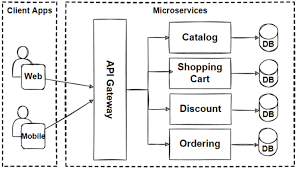 Client Apps
Microservices
Web
Mobile
API Gateway
Catalog
DB
Shopping
Cart
DB
Discount
DB
Ordering
DB